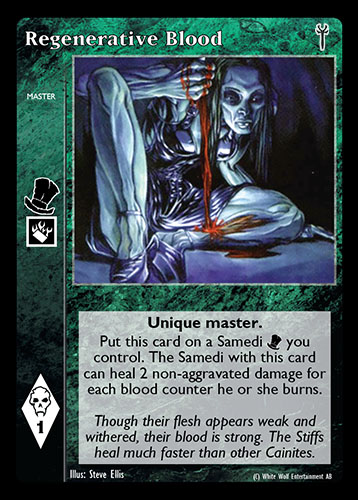 Regenerative Blood
MASTER
Unique master.
Put this card on a Samedi you
control. The Samedi with this card
can heal 2 non-aggravated damage for
each blood counter he or she burns.
Though their flesh appears weak and
withered, their blood is strong. The Stiffs
heal much faster than other Cainites.
1
Illus: Steve Ellis
(C) White Wolf Entertainment AB